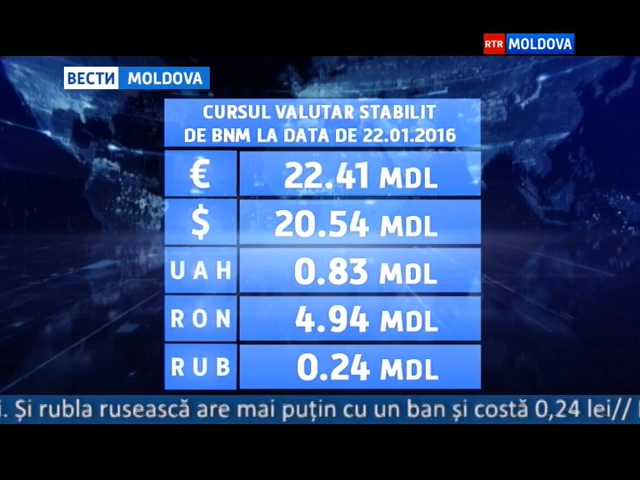 RTR MOLDOVA
ВЕСТИ MOLDOVA
CURSUL VALUTAR STABILIT
DE BNM LA DATA DE 22.01.2016
€ 22.41 MDL
$ 20.54 MDL
UAH 0.83 MDL
RON 4.94 MDL
RUB 0.24 MDL
. Și rubla rusească are mai puțin cu un ban și costă 0,24 lei//